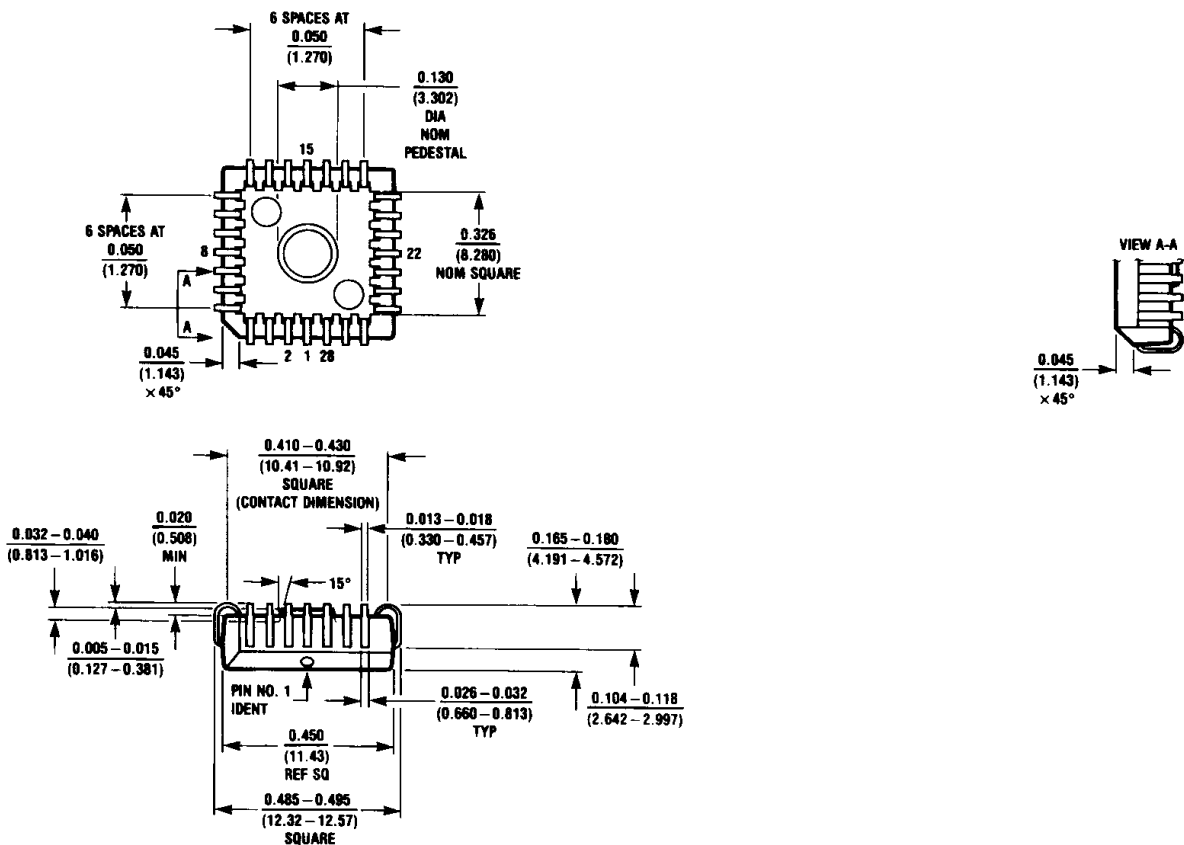 6 SPACES AT
0.050
(1.270)
0.130
(3.302)
DIA
NOM
PEDESTAL
15
6 SPACES AT
0.050
(1.270)
8
A
A
0.326
(8.280)
NOM SQUARE
22
2 1 28
0.045
(1.143)
× 45°
VIEW A-A
0.045
(1.143)
× 45°
0.410 – 0.430
(10.41 – 10.92)
SQUARE
(CONTACT DIMENSION)
0.032 – 0.040
(0.813 – 1.016)
0.020
(0.508)
MIN
0.013 – 0.018
(0.330 – 0.457)
TYP
0.165 – 0.180
(4.191 – 4.572)
15°
0.005 – 0.015
(0.127 – 0.381)
PIN NO. 1
IDENT
0.026 – 0.032
(0.660 – 0.813)
TYP
0.104 – 0.118
(2.642 – 2.997)
0.450
(11.43)
REF SQ
0.485 – 0.495
(12.32 – 12.57)
SQUARE